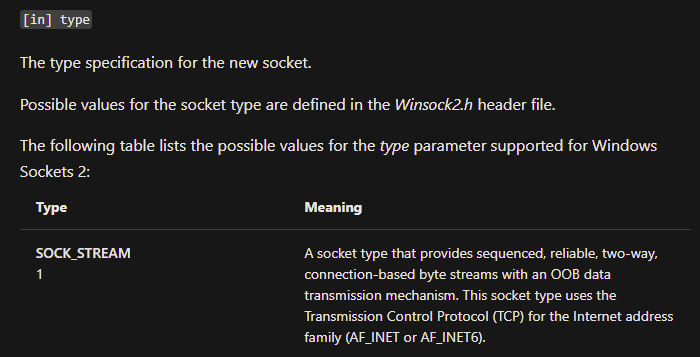 [in] type
The type specification for the new socket.
Possible values for the socket type are defined in the Winsock2.h header file.
The following table lists the possible values for the type parameter supported for Windows
Sockets 2:
Type Meaning
SOCK_STREAM
1
A socket type that provides sequenced, reliable, two-way,
connection-based byte streams with an OOB data
transmission mechanism. This socket type uses the
Transmission Control Protocol (TCP) for the Internet address
family (AF_INET or AF_INET6).